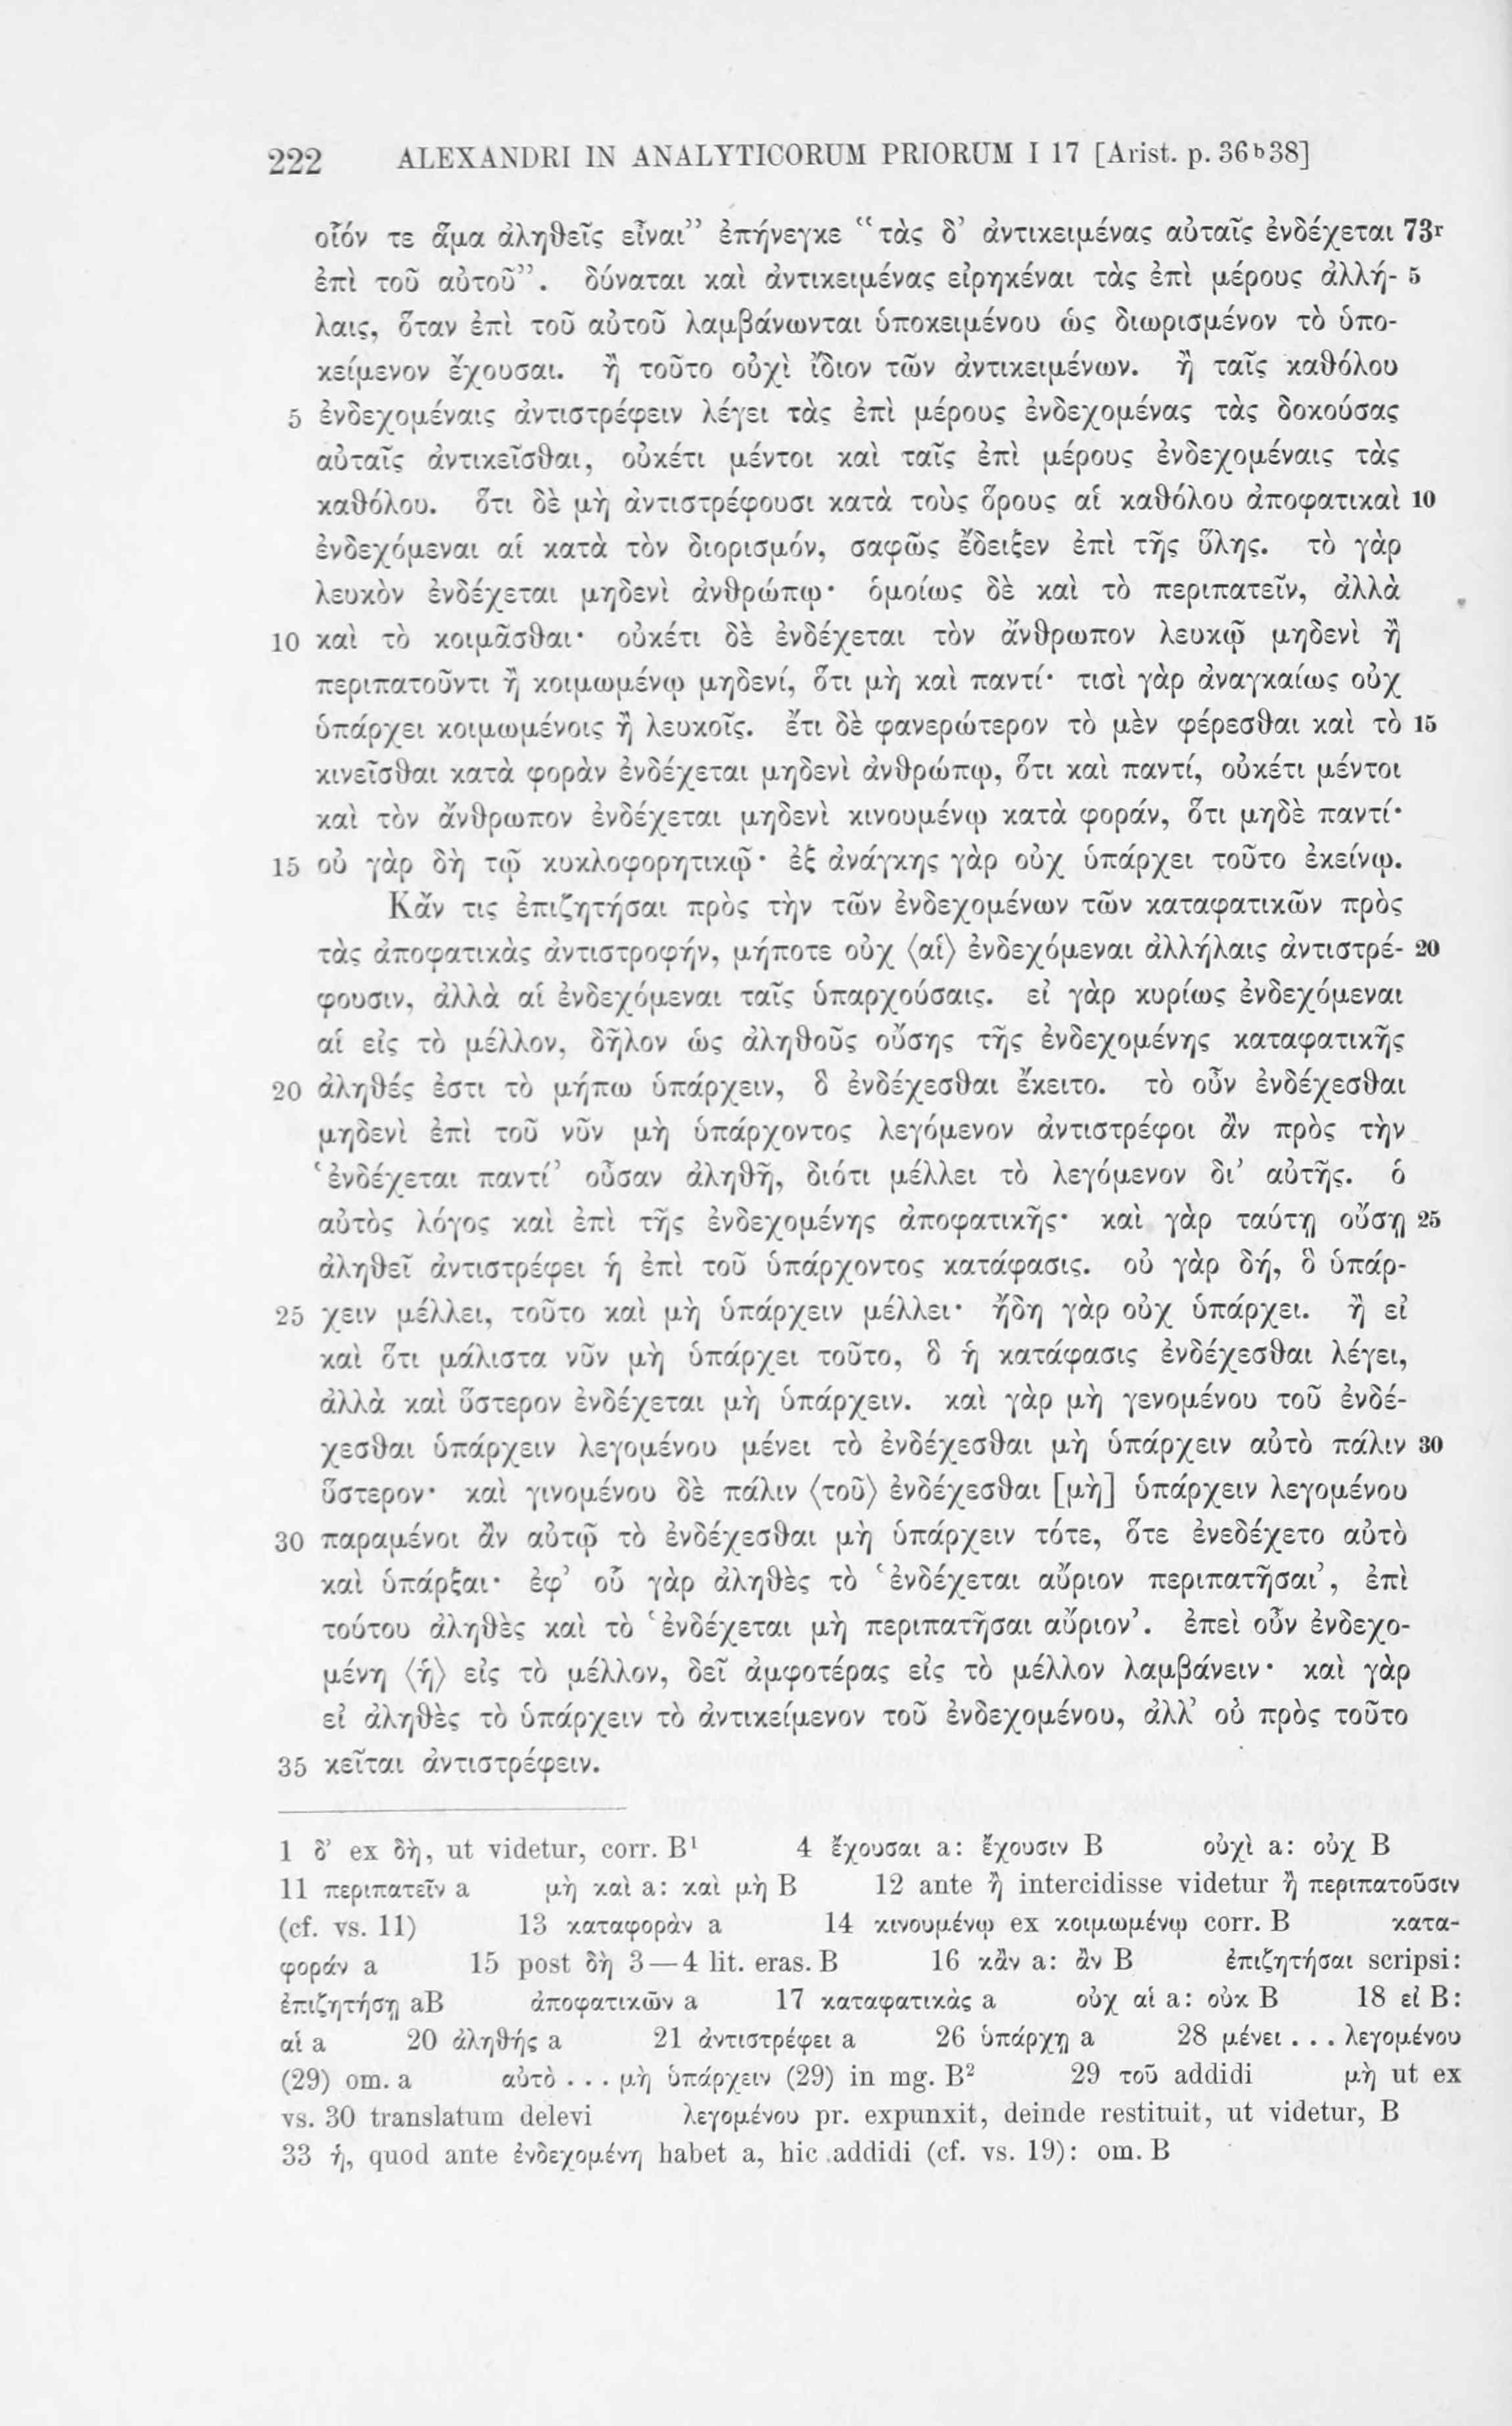 222 ALEXANDRI IN ANALYTICORUM PRIORUM I 17 [Arist. p. 36b38]
οἷόν τε ἅμα ἀληθεῖς εἶναι” ἐπήνεγκε “τὰς δ’ ἀντικειμένας αὐταῖς ἐνδέχεται 73r
ἐπὶ τοῦ αὐτοῦ”. δύναται καὶ ἀντικειμένας εἰρηκέναι τὰς ἐπὶ μέρους ἀλλή- 5
λαις, ὅταν ἐπὶ τοῦ αὐτοῦ λαμβάνωνται ὑποκειμένου ὡς διωρισμένον τὸ ὑπο-
κείμενον ἔχουσαι. ἢ τοῦτο οὐχὶ ἴδιον τῶν ἀντικειμένων. ἢ ταῖς καθόλου
5 ἐνδεχομέναις ἀντιστρέφειν λέγει τὰς ἐπὶ μέρους ἐνδεχομένας τὰς δοκούσας
αὐταῖς ἀντικεῖσθαι, οὐκέτι μέντοι καὶ ταῖς ἐπὶ μέρους ἐνδεχομέναις τὰς
καθόλου. ὅτι δὲ μὴ ἀντιστρέφουσι κατὰ τοὺς ὅρους αἱ καθόλου ἀποφατικαὶ 10
ἐνδεχόμεναι αἱ κατὰ τὸν διορισμόν, σαφῶς ἔδειξεν ἐπὶ τῆς ὕλης. τὸ γὰρ
λευκὸν ἐνδέχεται μηδενὶ ἀνθρώπῳ· ὁμοίως δὲ καὶ τὸ περιπατεῖν, ἀλλὰ
10 καὶ τὸ κοιμᾶσθαι· οὐκέτι δὲ ἐνδέχεται τὸν ἄνθρωπον λευκῷ μηδενὶ ἢ
περιπατοῦντι ἢ κοιμωμένῳ μηδενί, ὅτι μὴ καὶ παντί· τισὶ γὰρ ἀναγκαίως οὐχ
ὑπάρχει κοιμωμένοις ἢ λευκοῖς. ἔτι δὲ φανερώτερον τὸ μὲν φέρεσθαι καὶ τὸ 15
κινεῖσθαι κατὰ φορὰν ἐνδέχεται μηδενὶ ἀνθρώπῳ, ὅτι καὶ παντί, οὐκέτι μέντοι
καὶ τὸν ἄνθρωπον ἐνδέχεται μηδενὶ κινουμένῳ κατὰ φοράν, ὅτι μηδὲ παντί·
15 οὐ γὰρ δὴ τῷ κυκλοφορητικῷ· ἐξ ἀνάγκης γὰρ οὐχ ὑπάρχει τοῦτο ἐκείνῳ.
Κἄν τις ἐπιζητήσαι πρὸς τὴν τῶν ἐνδεχομένων τῶν καταφατικῶν πρὸς
τὰς ἀποφατικὰς ἀντιστροφήν, μήποτε οὐχ ⟨αἱ⟩ ἐνδεχόμεναι ἀλλήλαις ἀντιστρέ- 20
φουσιν, ἀλλὰ αἱ ἐνδεχόμεναι ταῖς ὑπαρχούσαις. εἰ γὰρ κυρίως ἐνδεχόμεναι
αἱ εἰς τὸ μέλλον, δῆλον ὡς ἀληθοῦς οὔσης τῆς ἐνδεχομένης καταφατικῆς
20 ἀληθές ἐστι τὸ μήπω ὑπάρχειν, ὃ ἐνδέχεσθαι ἔκειτο. τὸ οὖν ἐνδέχεσθαι
μηδενὶ ἐπὶ τοῦ νῦν μὴ ὑπάρχοντος λεγόμενον ἀντιστρέφοι ἂν πρὸς τὴν
‘ἐνδέχεται παντί’ οὖσαν ἀληθῆ, διότι μέλλει τὸ λεγόμενον δι’ αὐτῆς. ὁ
αὐτὸς λόγος καὶ ἐπὶ τῆς ἐνδεχομένης ἀποφατικῆς· καὶ γὰρ ταύτῃ οὔσῃ 25
ἀληθεῖ ἀντιστρέφει ἡ ἐπὶ τοῦ ὑπάρχοντος κατάφασις. οὐ γὰρ δή, ὃ ὑπάρ-
25 χειν μέλλει, τοῦτο καὶ μὴ ὑπάρχειν μέλλει· ἤδη γὰρ οὐχ ὑπάρχει. ἢ εἰ
καὶ ὅτι μάλιστα νῦν μὴ ὑπάρχει τοῦτο, ὃ ἡ κατάφασις ἐνδέχεσθαι λέγει,
ἀλλὰ καὶ ὕστερον ἐνδέχεται μὴ ὑπάρχειν. καὶ γὰρ μὴ γενομένου τοῦ ἐνδέ-
χεσθαι ὑπάρχειν λεγομένου μένει τὸ ἐνδέχεσθαι μὴ ὑπάρχειν αὐτὸ πάλιν 30
ὕστερον· καὶ γινομένου δὲ πάλιν ⟨τοῦ⟩ ἐνδέχεσθαι [μὴ] ὑπάρχειν λεγομένου
30 παραμένοι ἂν αὐτῷ τὸ ἐνδέχεσθαι μὴ ὑπάρχειν τότε, ὅτε ἐνεδέχετο αὐτὸ
καὶ ὑπάρξαι· ἐφ’ οὗ γὰρ ἀληθὲς τὸ ‘ἐνδέχεται αὔριον περιπατῆσαι’, ἐπὶ
τούτου ἀληθὲς καὶ τὸ ‘ἐνδέχεται μὴ περιπατῆσαι αὔριον’. ἐπεὶ οὖν ἐνδεχο-
μένη ⟨ἡ⟩ εἰς τὸ μέλλον, δεῖ ἀμφοτέρας εἰς τὸ μέλλον λαμβάνειν· καὶ γὰρ
εἰ ἀληθὲς τὸ ὑπάρχειν τὸ ἀντικείμενον τοῦ ἐνδεχομένου, ἀλλ’ οὐ πρὸς τοῦτο
35 κεῖται ἀντιστρέφειν.
1 δ’ ex δὴ, ut videtur, corr. B1 4 ἔχουσαι a: ἔχουσιν B οὐχὶ a: οὐχ B
11 περιπατεῖν a μὴ καὶ a: καὶ μὴ B 12 ante ἢ intercidisse videtur ἢ περιπατοῦσιν
(cf. vs. 11) 13 καταφορὰν a 14 κινουμένῳ ex κοιμωμένῳ corr. B κατα-
φοράν a 15 post δὴ 3—4 lit. eras. B 16 κἂν a: ἂν B ἐπιζητήσαι scripsi:
ἐπιζητήσῃ aB ἀποφατικῶν a 17 καταφατικὰς a οὐχ αἱ a: οὐκ B 18 εἰ B:
αἱ a 20 ἀληθής a 21 ἀντιστρέφει a 26 ὑπάρχῃ a 28 μένει . . . λεγομένου
(29) om. a αὐτὸ . . . μὴ ὑπάρχειν (29) in mg. B2 29 τοῦ addidi μὴ ut ex
vs. 30 translatum delevi λεγομένου pr. expunxit, deinde restituit, ut videtur, B
33 ἡ, quod ante ἐνδεχομένη habet a, hic addidi (cf. vs. 19): om. B